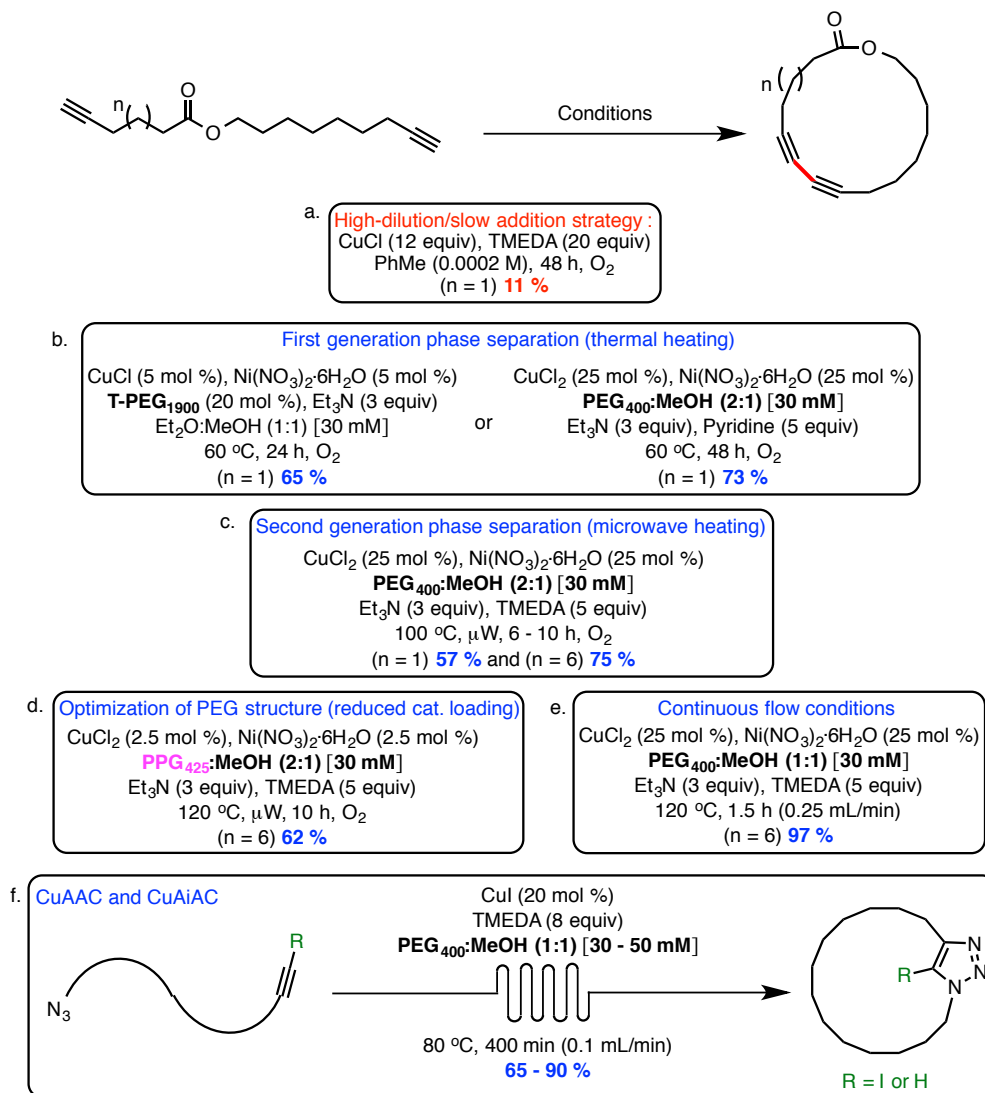 n
O
O
Conditions
O
O
n
a.
High-dilution/slow addition strategy :
CuCl (12 equiv), TMEDA (20 equiv)
PhMe (0.0002 M), 48 h, O2
(n = 1) 11 %
b.
First generation phase separation (thermal heating)
CuCl (5 mol %), Ni(NO3)2·6H2O (5 mol %)
T-PEG1900 (20 mol %), Et3N (3 equiv)
Et2O:MeOH (1:1) [30 mM]
60 ºC, 24 h, O2
(n = 1) 65 %
or
CuCl2 (25 mol %), Ni(NO3)2·6H2O (25 mol %)
PEG400:MeOH (2:1) [30 mM]
Et3N (3 equiv), Pyridine (5 equiv)
60 ºC, 48 h, O2
(n = 1) 73 %
c.
Second generation phase separation (microwave heating)
CuCl2 (25 mol %), Ni(NO3)2·6H2O (25 mol %)
PEG400:MeOH (2:1) [30 mM]
Et3N (3 equiv), TMEDA (5 equiv)
100 ºC, µW, 6 - 10 h, O2
(n = 1) 57 % and (n = 6) 75 %
d.
Optimization of PEG structure (reduced cat. loading)
CuCl2 (2.5 mol %), Ni(NO3)2·6H2O (2.5 mol %)
PPG425:MeOH (2:1) [30 mM]
Et3N (3 equiv), TMEDA (5 equiv)
120 ºC, µW, 10 h, O2
(n = 6) 62 %
e.
Continuous flow conditions
CuCl2 (25 mol %), Ni(NO3)2·6H2O (25 mol %)
PEG400:MeOH (1:1) [30 mM]
Et3N (3 equiv), TMEDA (5 equiv)
120 ºC, 1.5 h (0.25 mL/min)
(n = 6) 97 %
f.
CuAAC and CuAiAC
N3
R
CuI (20 mol %)
TMEDA (8 equiv)
PEG400:MeOH (1:1) [30 - 50 mM]
80 ºC, 400 min (0.1 mL/min)
65 - 90 %
R
N
N
N
R = I or H